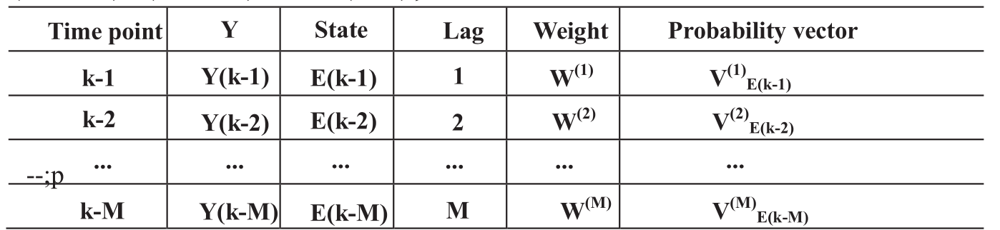 Time point Y State Lag Weight Probability vector
k-1 Y(k-1) E(k-1) 1 W(1) V(1)E(k-1)
k-2 Y(k-2) E(k-2) 2 W(2) V(2)E(k-2)
... ... ... ... ... ...
--;p
k-M Y(k-M) E(k-M) M W(M) V(M)E(k-M)